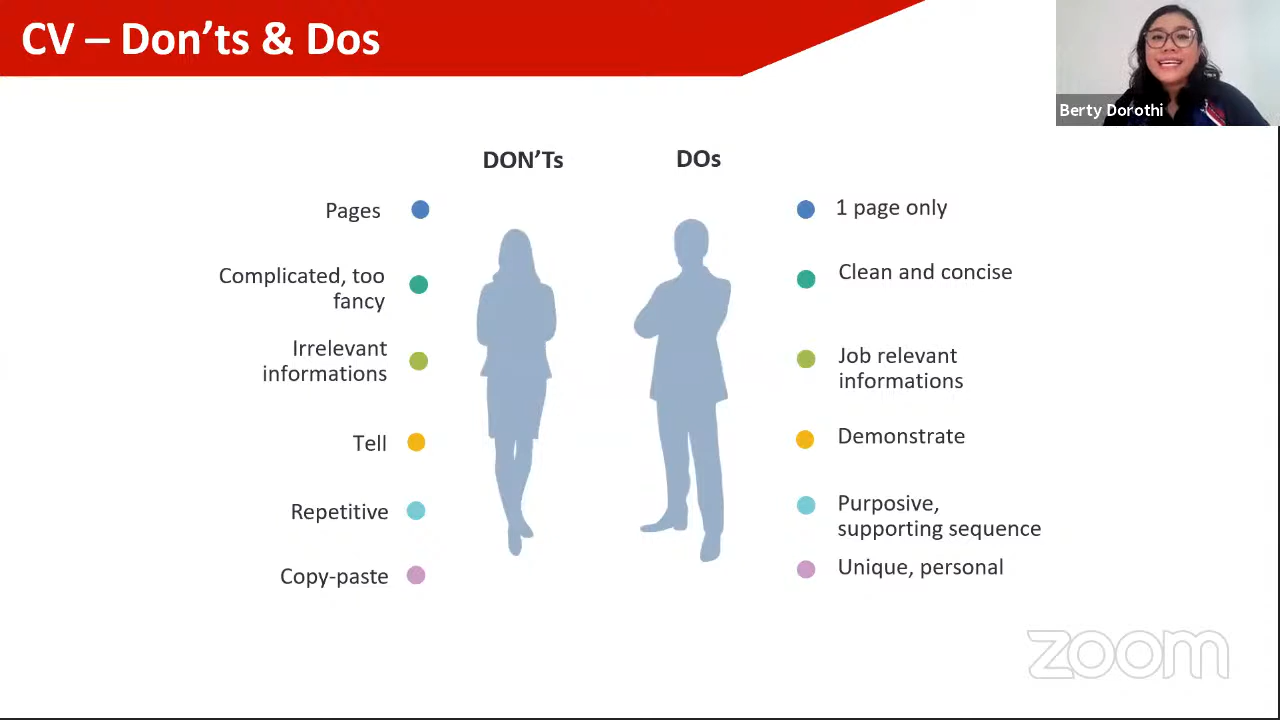 CV – Don'ts & Dos
Berty Dorothi
DON'Ts
DOs
Pages
1 page only
Complicated, too
fancy
Clean and concise
Irrelevant
informations
Job relevant
informations
Tell
Demonstrate
Repetitive
Purposive,
supporting sequence
Copy-paste
Unique, personal
zoom